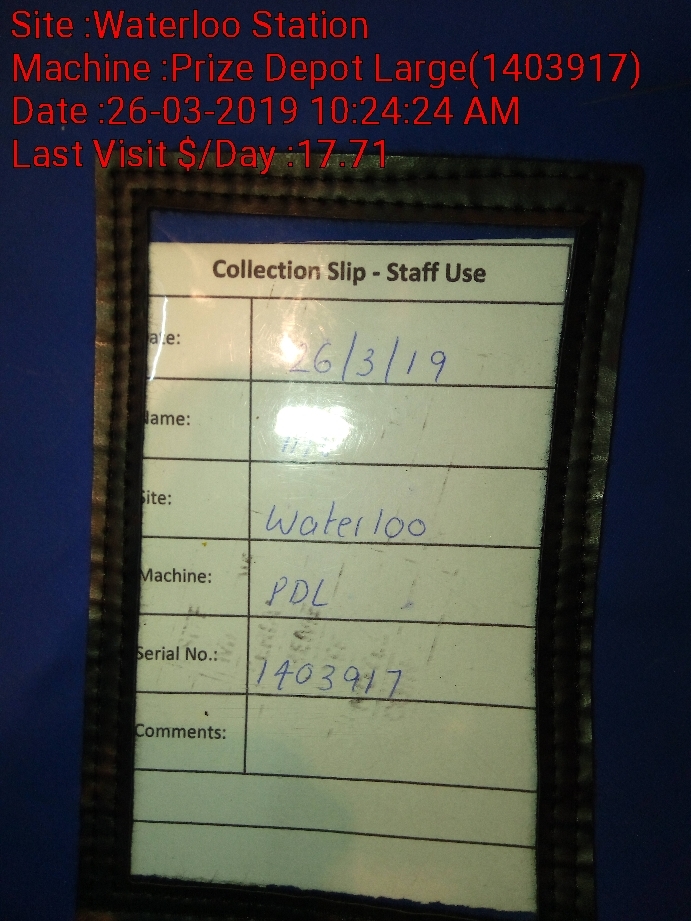 Site :Waterloo Station
Machine :Prize Depot Large(1403917)
Date :26-03-2019 10:24:24 AM
Last Visit $/Day :17.71
Collection Slip - Staff Use
ate: 26/3/19
Name:
Site: Waterloo
Machine: PDL
Serial No.: 1403917
Comments: